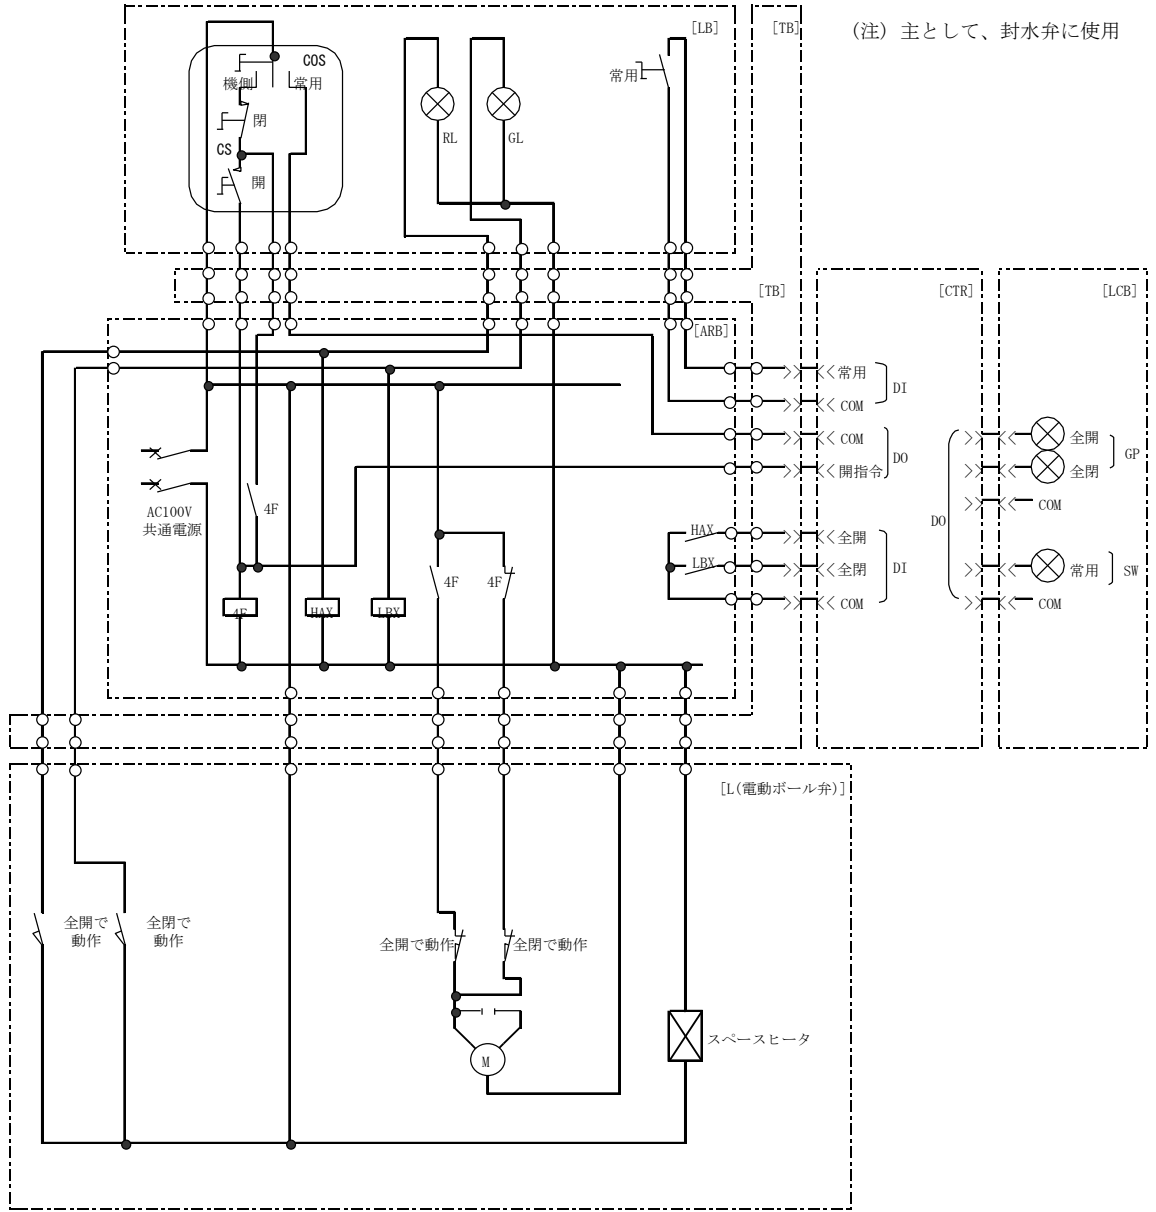 [LB]
[TB]
(注) 主として、封水弁に使用
COS
機側
常用
閉
CS
開
RL
GL
常用
[TB]
[CTR]
[LCB]
[ARB]
常用
DI
COM
COM
DO
開指令
全開
GP
全閉
COM
DO
AC100V
共通電源
4F
HAX
全開
LBX
全閉
DI
COM
常用
SW
COM
4F
4F
4F
HAX
LBX
[L(電動ボール弁)]
全開で
動作
全閉で
動作
全開で動作
全閉で動作
スペースヒータ
M